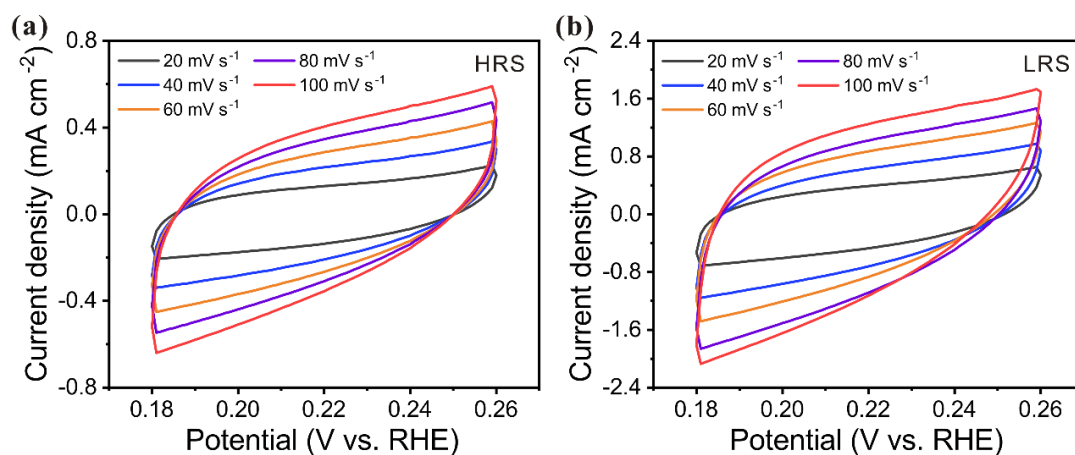 (a)
0.8
0.4
0.0
-0.4
-0.8
Current density (mA cm⁻²)
20 mV s⁻¹
40 mV s⁻¹
60 mV s⁻¹
80 mV s⁻¹
100 mV s⁻¹
HRS
0.18 0.20 0.22 0.24 0.26
Potential (V vs. RHE)
(b)
2.4
1.6
0.8
0.0
-0.8
-1.6
-2.4
Current density (mA cm⁻²)
20 mV s⁻¹
40 mV s⁻¹
60 mV s⁻¹
80 mV s⁻¹
100 mV s⁻¹
LRS
0.18 0.20 0.22 0.24 0.26
Potential (V vs. RHE)